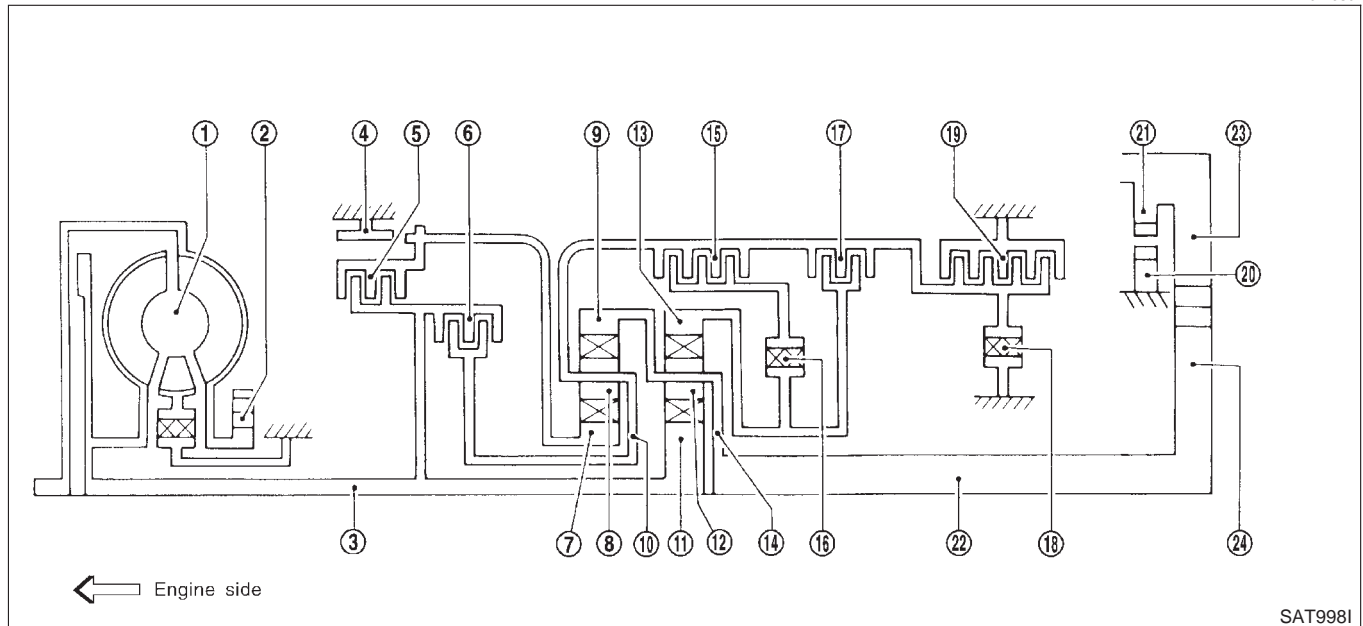 ① ② ④ ⑤ ⑥ ⑨ ⑬ ⑮ ⑰ ⑲ ㉑ ㉓
⑳
③ ⑦ ⑧ ⑩ ⑪ ⑫ ⑭ ⑯ ㉒ ⑱ ㉔
Engine side
SAT998I